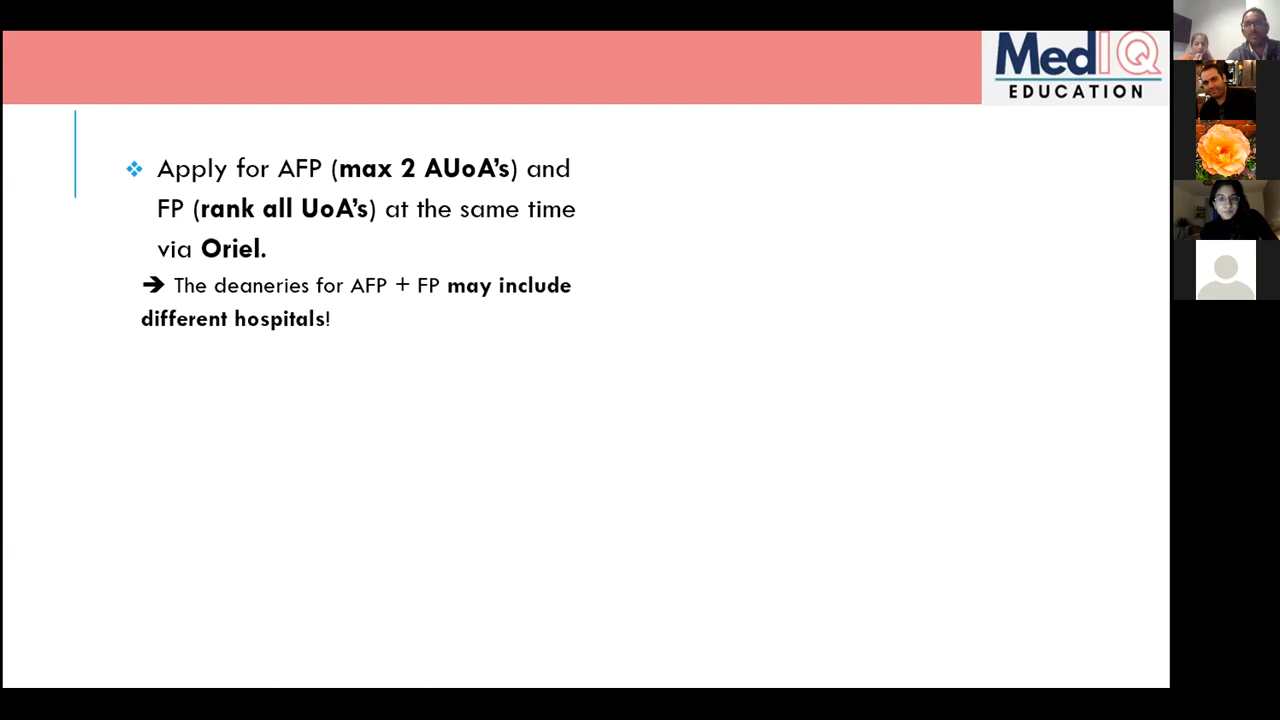 MedIQ
EDUCATION
❖ Apply for AFP (max 2 AUoA’s) and
FP (rank all UoA’s) at the same time
via Oriel.
➔ The deaneries for AFP + FP may include
different hospitals!